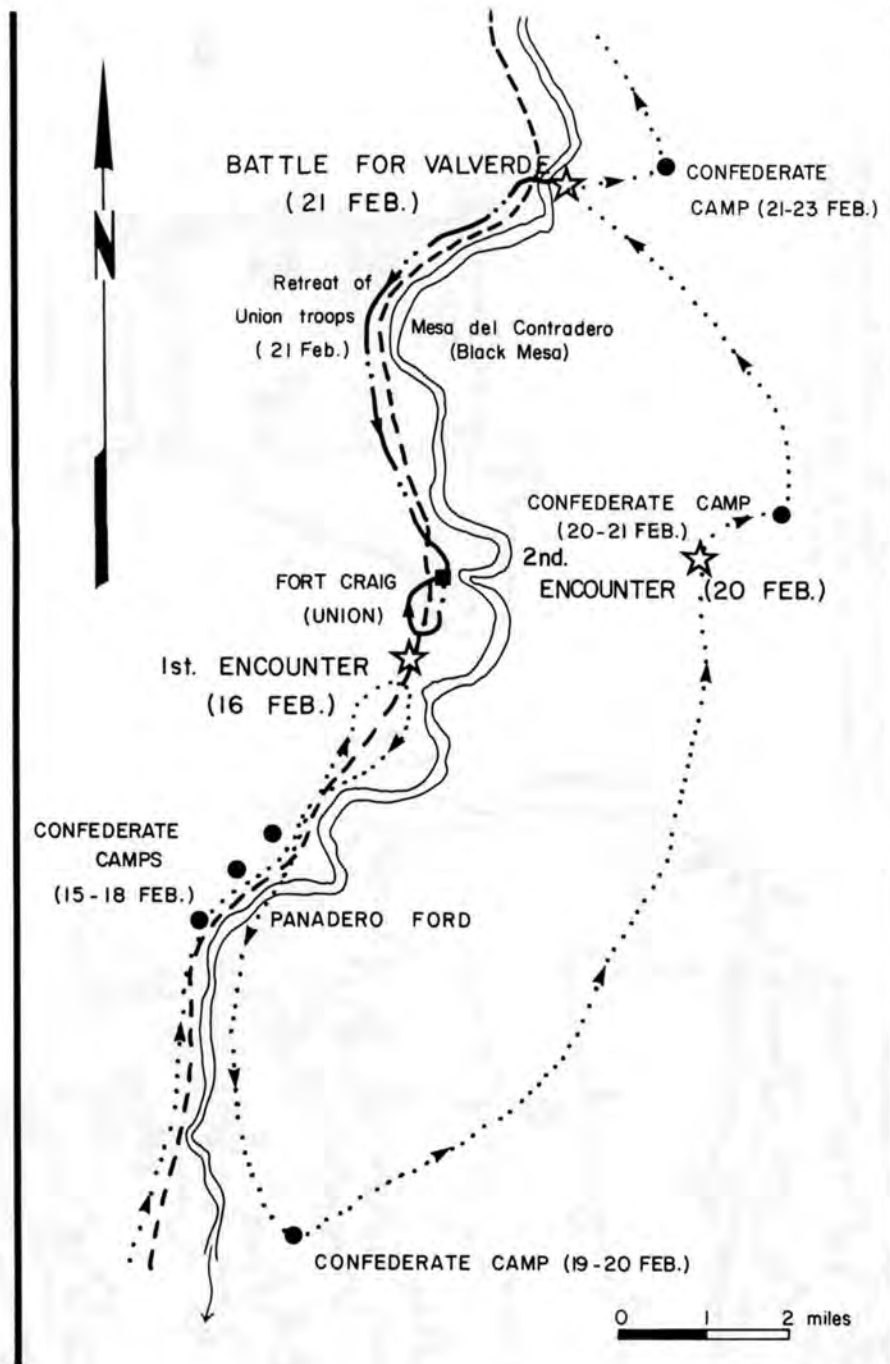 BATTLE FOR VALVERDE
(21 FEB.)
CONFEDERATE
CAMP (21-23 FEB.)
N
Retreat of
Union troops
(21 Feb.)
Mesa del Contradero
(Black Mesa)
CONFEDERATE CAMP
(20-21 FEB.)
2nd.
ENCOUNTER (20 FEB.)
FORT CRAIG
(UNION)
1st. ENCOUNTER
(16 FEB.)
CONFEDERATE
CAMPS
(15-18 FEB.)
PANADERO FORD
CONFEDERATE CAMP (19-20 FEB.)
0 1 2 miles